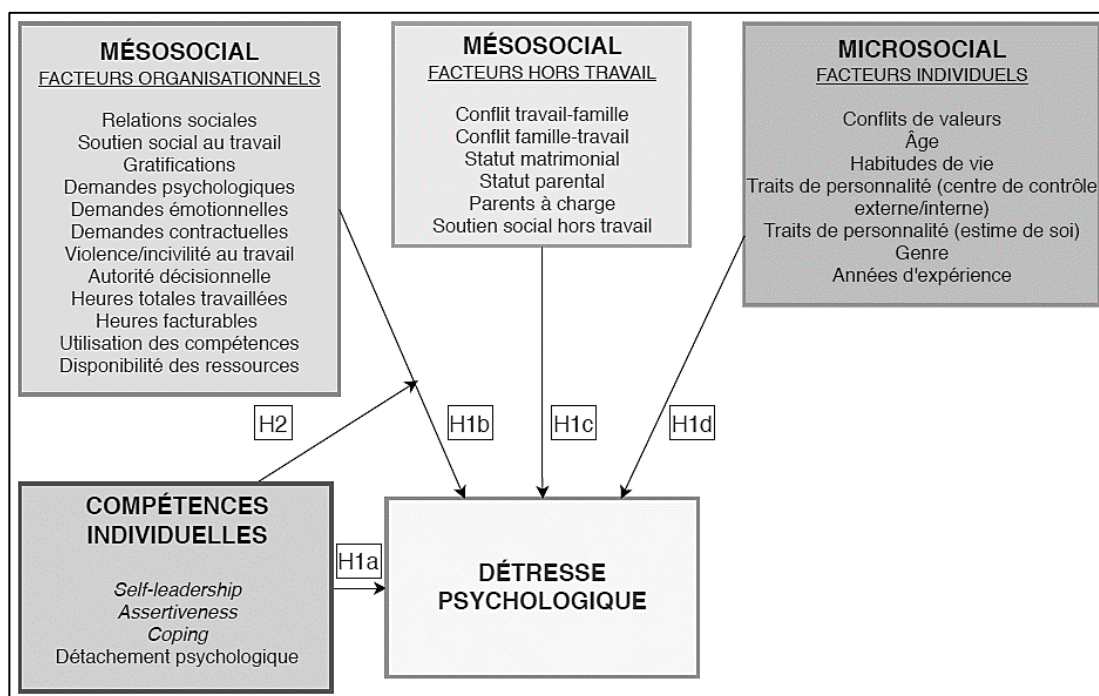 MÉSOSOCIAL
FACTEURS ORGANISATIONNELS
Relations sociales
Soutien social au travail
Gratifications
Demandes psychologiques
Demandes émotionnelles
Demandes contractuelles
Violence/incivilité au travail
Autorité décisionnelle
Heures totales travaillées
Heures facturables
Utilisation des compétences
Disponibilité des ressources
MÉSOSOCIAL
FACTEURS HORS TRAVAIL
Conflit travail-famille
Conflit famille-travail
Statut matrimonial
Statut parental
Parents à charge
Soutien social hors travail
MICROSOCIAL
FACTEURS INDIVIDUELS
Conflits de valeurs
Âge
Habitudes de vie
Traits de personnalité (centre de contrôle
externe/interne)
Traits de personnalité (estime de soi)
Genre
Années d'expérience
H2
H1b
H1c
H1d
COMPÉTENCES
INDIVIDUELLES
Self-leadership
Assertiveness
Coping
Détachement psychologique
H1a
DÉTRESSE
PSYCHOLOGIQUE